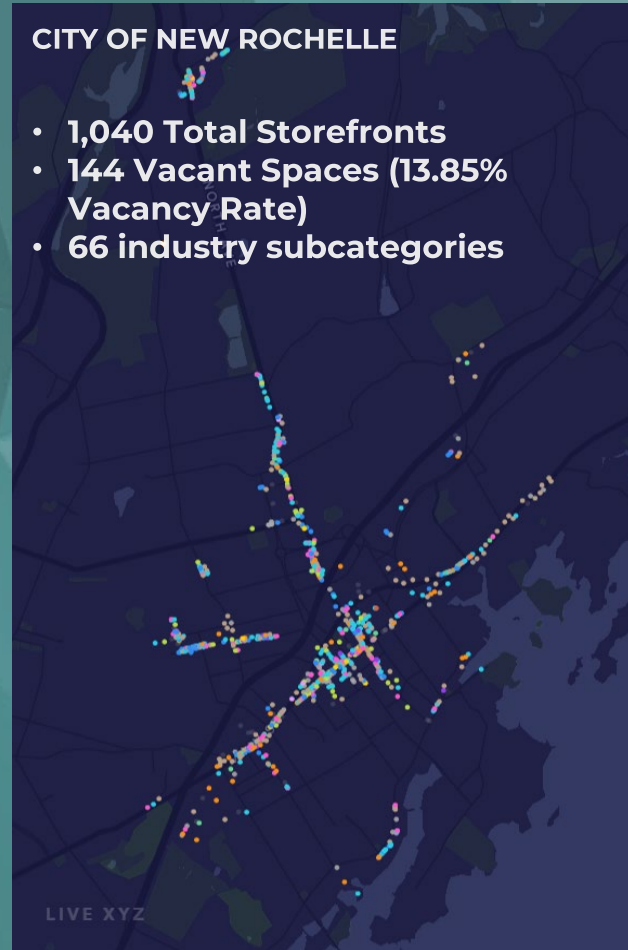 CITY OF NEW ROCHELLE
• 1,040 Total Storefronts
• 144 Vacant Spaces (13.85%
Vacancy Rate)
• 66 industry subcategories
NORTH
LIVE XYZ